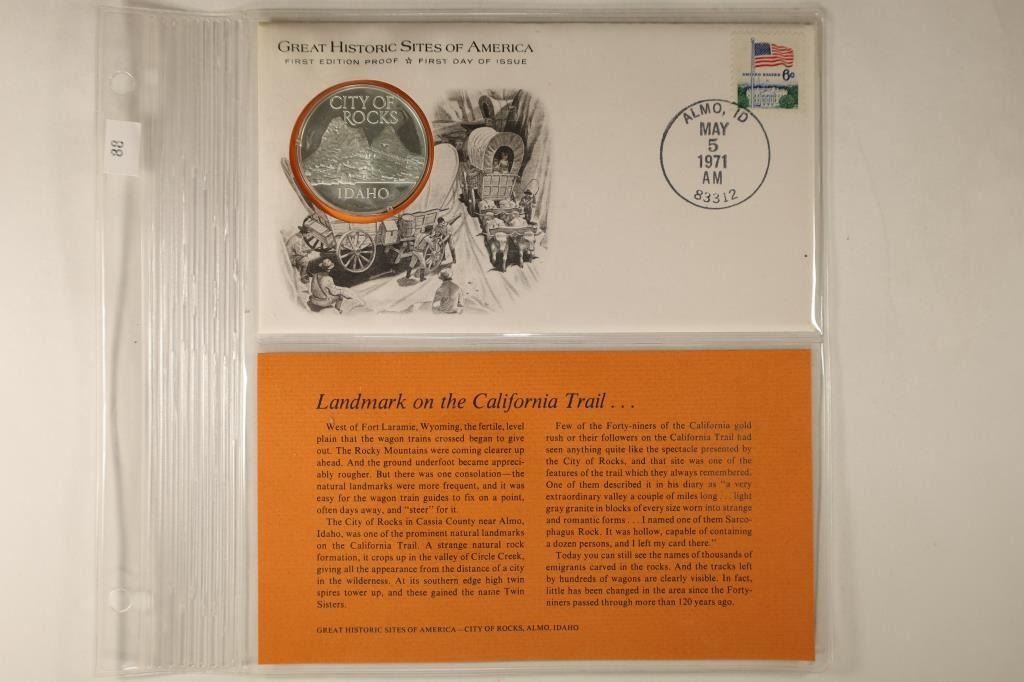 GREAT HISTORIC SITES OF AMERICA
FIRST EDITION PROOF ☆ FIRST DAY OF ISSUE
CITY OF
ROCKS
IDAHO
UNITED STATES 6c
ALMO, ID
MAY
5
1971
AM
83312
88
Landmark on the California Trail . . .
West of Fort Laramie, Wyoming, the fertile, level
plain that the wagon trains crossed began to give
out. The Rocky Mountains were coming clearer up
ahead. And the ground underfoot became appreci-
ably rougher. But there was one consolation—the
natural landmarks were more frequent, and it was
easy for the wagon train guides to fix on a point,
often days away, and "steer" for it.
The City of Rocks in Cassia County near Almo,
Idaho, was one of the prominent natural landmarks
on the California Trail. A strange natural rock
formation, it crops up in the valley of Circle Creek,
giving all the appearance from the distance of a city
in the wilderness. At its southern edge high twin
spires tower up, and these gained the name Twin
Sisters.
Few of the Forty-niners of the California gold
rush or their followers on the California Trail had
seen anything quite like the spectacle presented by
the City of Rocks, and that site was one of the
features of the trail which they always remembered.
One of them described it in his diary as "a very
extraordinary valley a couple of miles long . . . light
gray granite in blocks of every size worn into strange
and romantic forms . . . I named one of them Sarco-
phagus Rock. It was hollow, capable of containing
a dozen persons, and I left my card there."
Today you can still see the names of thousands of
emigrants carved in the rocks. And the tracks left
by hundreds of wagons are clearly visible. In fact,
little has been changed in the area since the Forty-
niners passed through more than 120 years ago.
GREAT HISTORIC SITES OF AMERICA—CITY OF ROCKS, ALMO, IDAHO